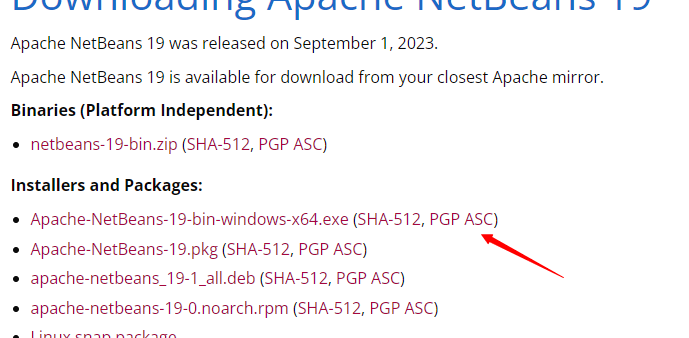 Downloading Apache NetBeans 19
Apache NetBeans 19 was released on September 1, 2023.
Apache NetBeans 19 is available for download from your closest Apache mirror.
Binaries (Platform Independent):
• netbeans-19-bin.zip (SHA-512, PGP ASC)
Installers and Packages:
• Apache-NetBeans-19-bin-windows-x64.exe (SHA-512, PGP ASC)
• Apache-NetBeans-19.pkg (SHA-512, PGP ASC)
• apache-netbeans_19-1_all.deb (SHA-512, PGP ASC)
• apache-netbeans-19-0.noarch.rpm (SHA-512, PGP ASC)
• Linux snap package